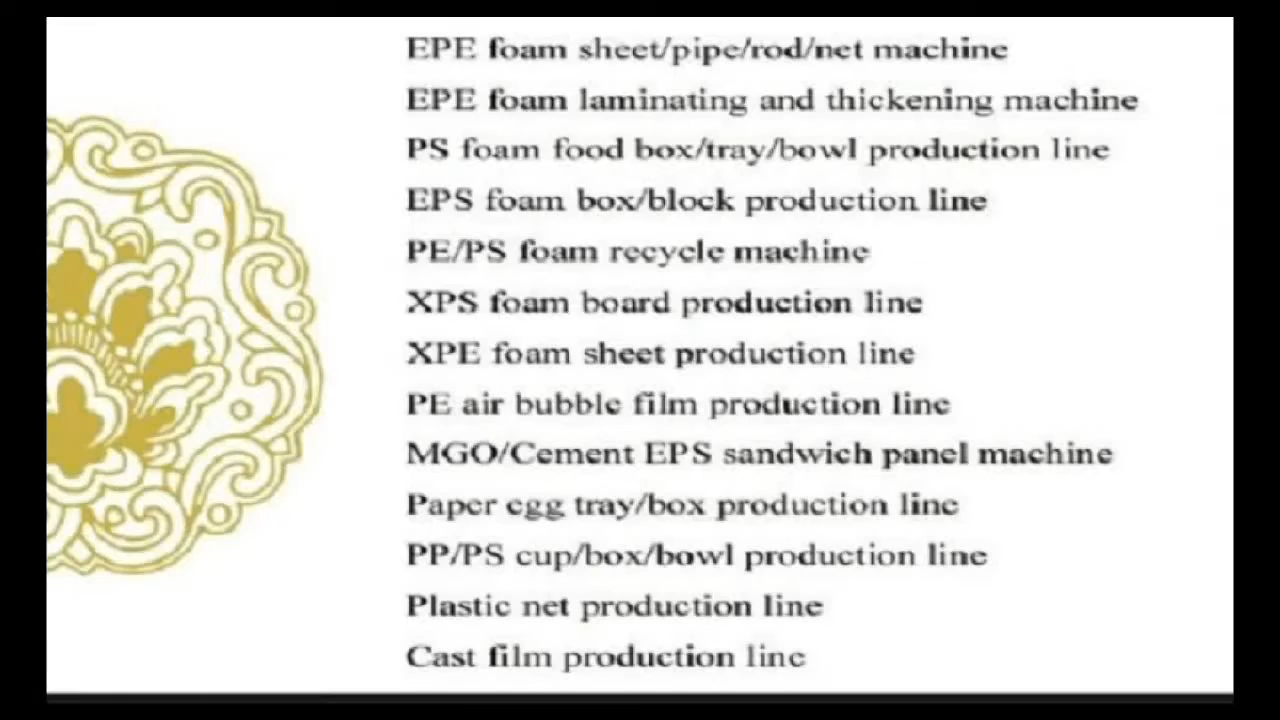 EPE foam sheet/pipe/rod/net machine
EPE foam laminating and thickening machine
PS foam food box/tray/bowl production line
EPS foam box/block production line
PE/PS foam recycle machine
XPS foam board production line
XPE foam sheet production line
PE air bubble film production line
MGO/Cement EPS sandwich panel machine
Paper egg tray/box production line
PP/PS cup/box/bowl production line
Plastic net production line
Cast film production line